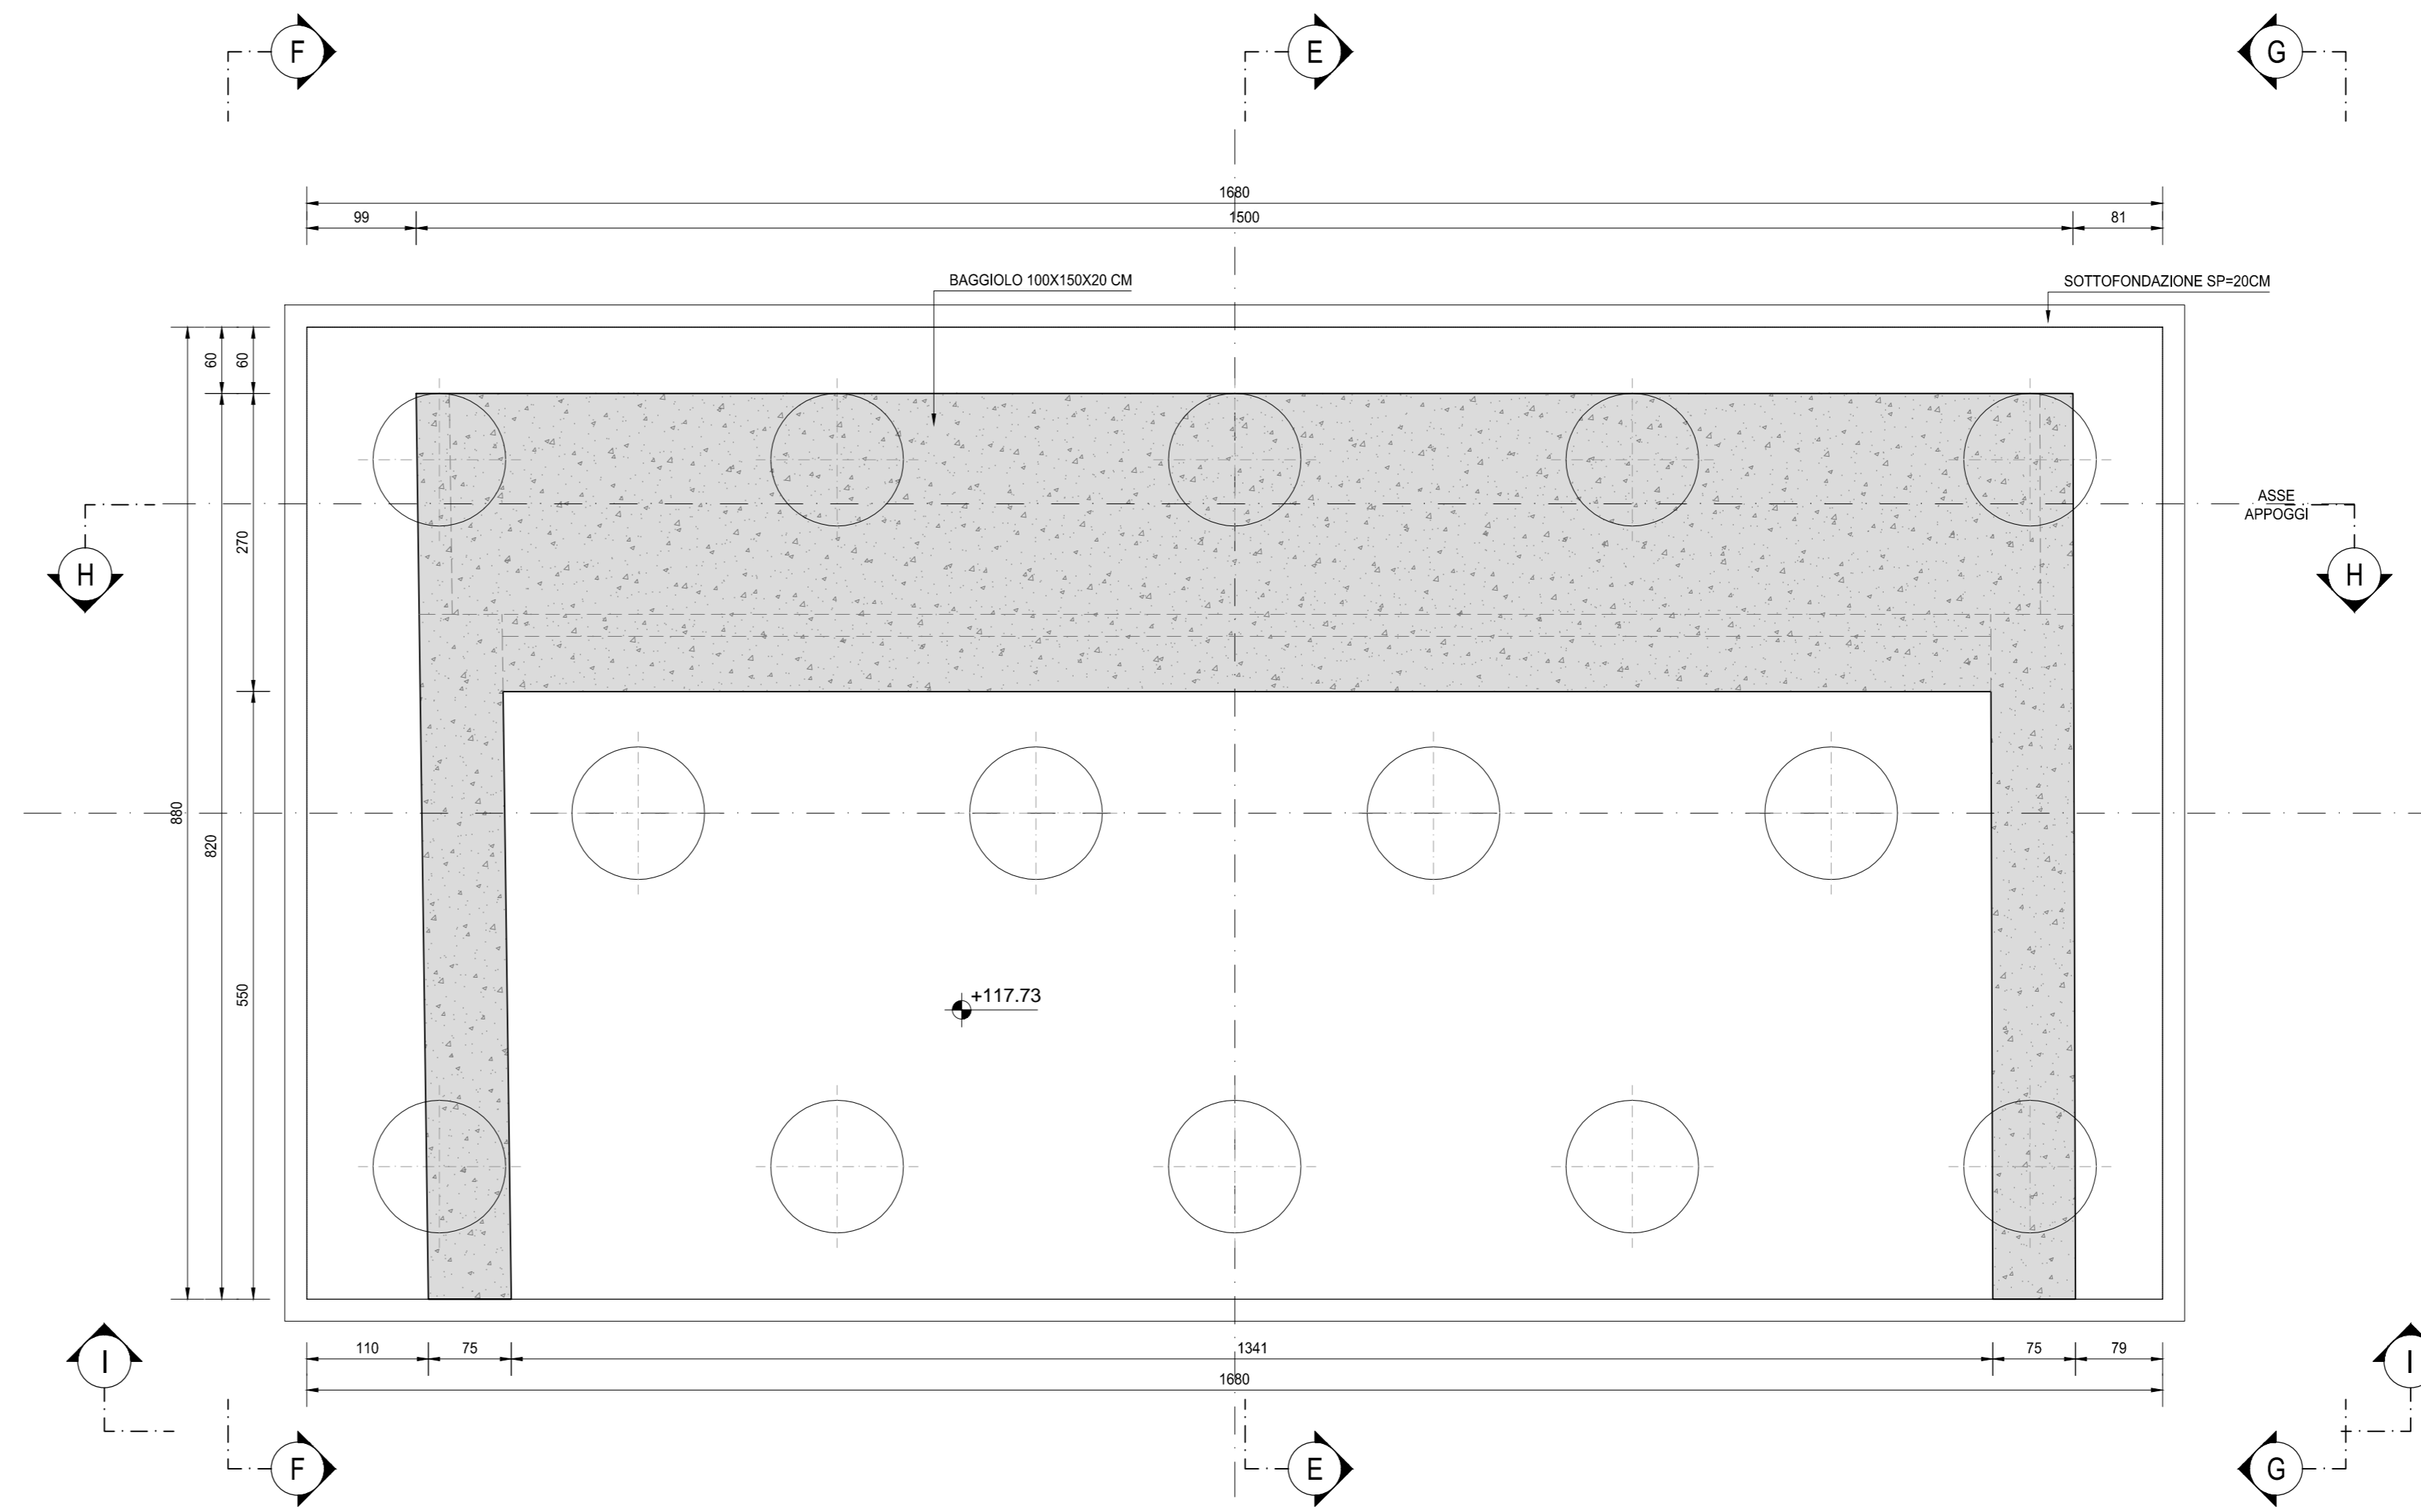 F
E
G
1680
99
1500
81
BAGGIOLO 100X150X20 CM
SOTTOFONDAZIONE SP=20CM
60
60
270
ASSE
APPOGGI
H
H
880
820
550
+117.73
110
75
1341
75
79
1680
I
I
F
E
G